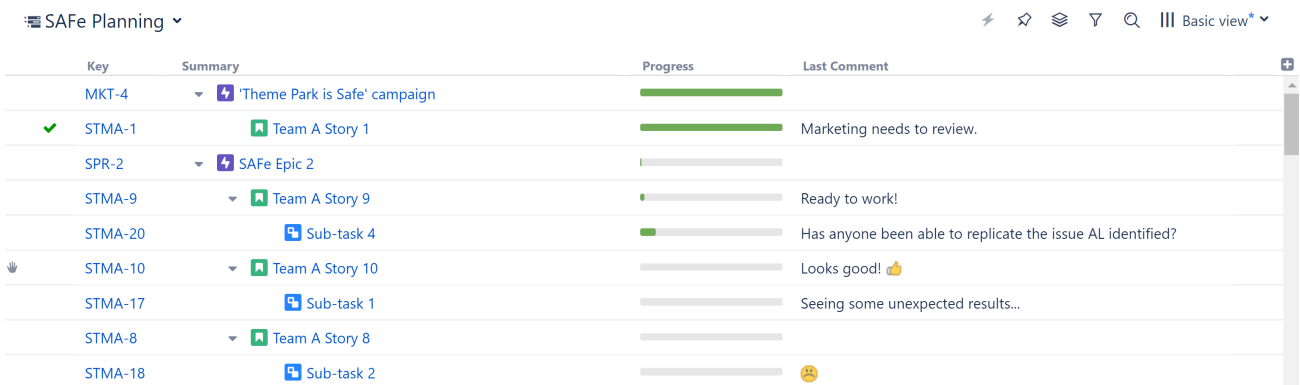 SAFe Planning
Basic view*
Key Summary Progress Last Comment
MKT-4 'Theme Park is Safe' campaign
STMA-1 Team A Story 1 Marketing needs to review.
SPR-2 SAFe Epic 2
STMA-9 Team A Story 9 Ready to work!
STMA-20 Sub-task 4 Has anyone been able to replicate the issue AL identified?
STMA-10 Team A Story 10 Looks good! 👍
STMA-17 Sub-task 1 Seeing some unexpected results...
STMA-8 Team A Story 8
STMA-18 Sub-task 2 🙁